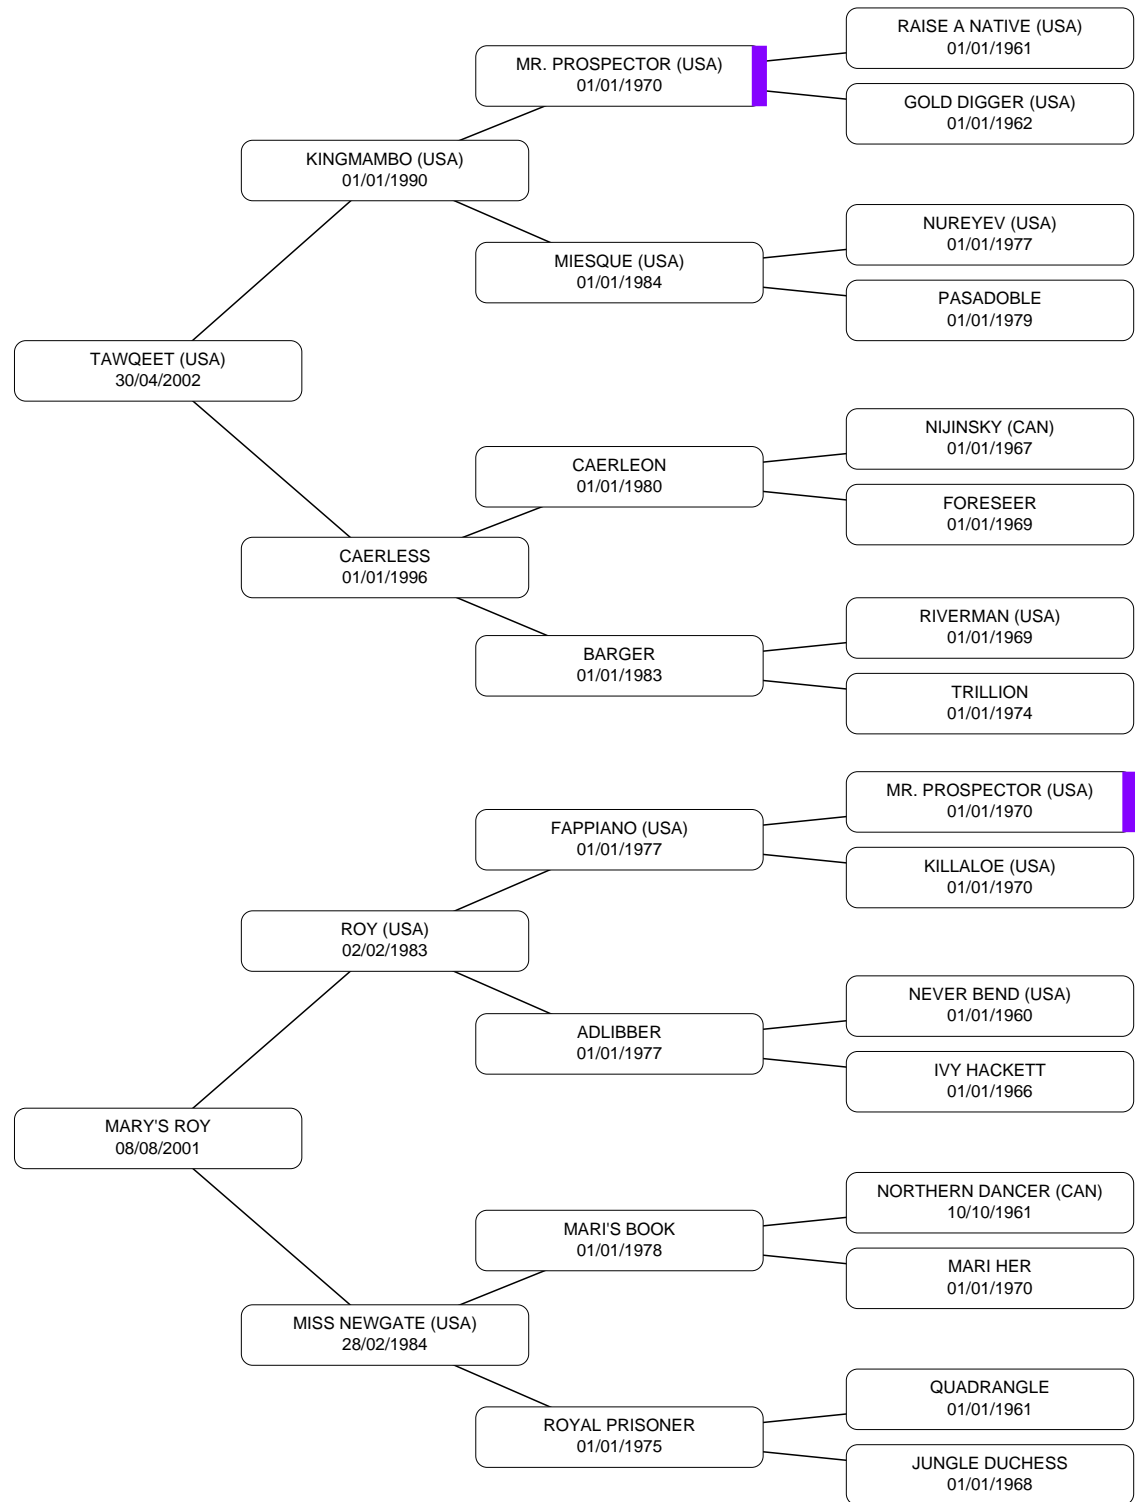 RAISE A NATIVE (USA)
01/01/1961
MR. PROSPECTOR (USA)
01/01/1970
GOLD DIGGER (USA)
01/01/1962
KINGMAMBO (USA)
01/01/1990
NUREYEV (USA)
01/01/1977
MIESQUE (USA)
01/01/1984
PASADOBLE
01/01/1979
TAWQEET (USA)
30/04/2002
NIJINSKY (CAN)
01/01/1967
CAERLEON
01/01/1980
FORESEER
01/01/1969
CAERLESS
01/01/1996
RIVERMAN (USA)
01/01/1969
BARGER
01/01/1983
TRILLION
01/01/1974
MR. PROSPECTOR (USA)
01/01/1970
FAPPIANO (USA)
01/01/1977
KILLALOE (USA)
01/01/1970
ROY (USA)
02/02/1983
NEVER BEND (USA)
01/01/1960
ADLIBBER
01/01/1977
IVY HACKETT
01/01/1966
MARY'S ROY
08/08/2001
NORTHERN DANCER (CAN)
10/10/1961
MARI'S BOOK
01/01/1978
MARI HER
01/01/1970
MISS NEWGATE (USA)
28/02/1984
QUADRANGLE
01/01/1961
ROYAL PRISONER
01/01/1975
JUNGLE DUCHESS
01/01/1968